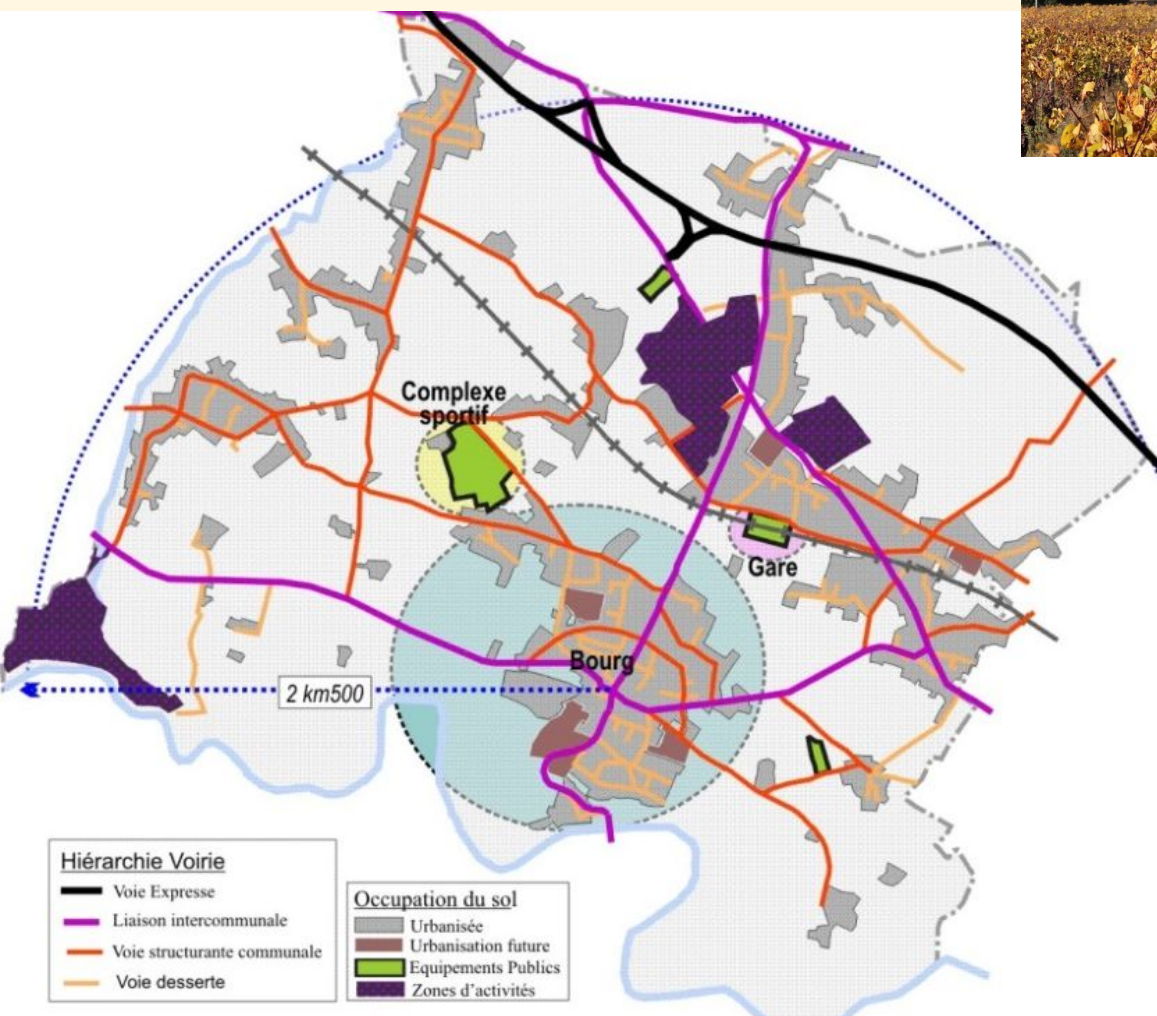 Complexe
sportif
Gare
Bourg
2 km500
Hiérarchie Voirie
Voie Expresse
Liaison intercommunale
Voie structurante communale
Voie desserte
Occupation du sol
Urbanisée
Urbanisation future
Equipements Publics
Zones d'activités